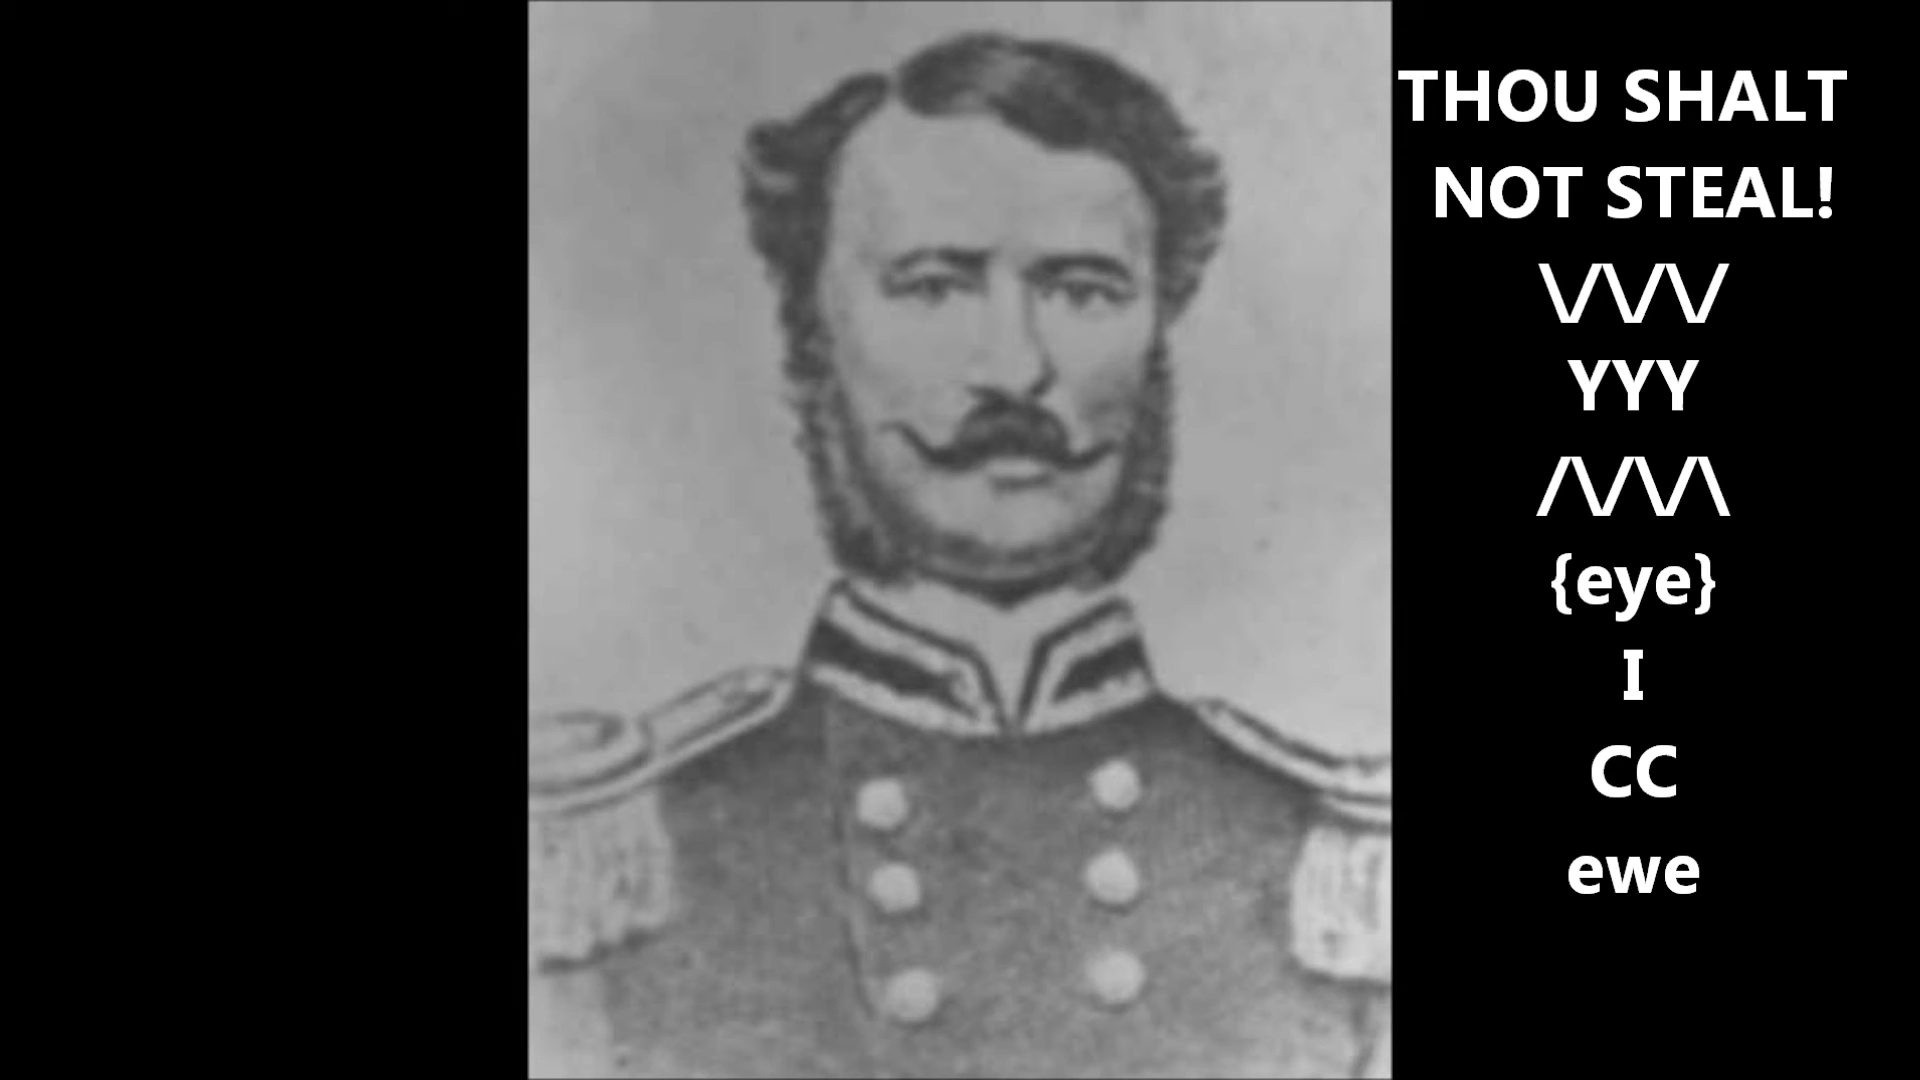 THOU SHALT
NOT STEAL!
\/\/\/
YYY
/\/\/\
{eye}
I
CC
ewe